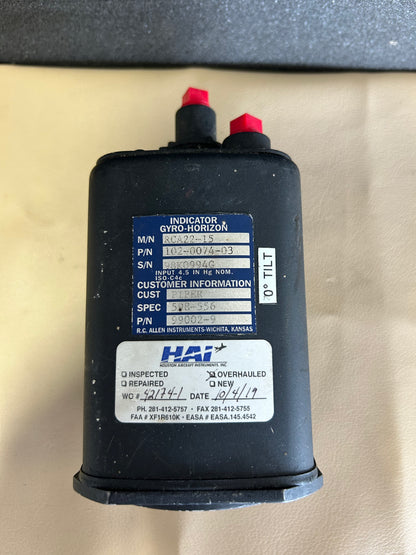 INDICATOR
GYRO-HORIZON
M/N RCA22-15
P/N 102-0074-03
S/N
INPUT 4.5 IN Hg NOM.
ISO-C4c
CUSTOMER INFORMATION
CUST PIPER
SPEC 50B-556
P/N 99002-9
R.C. ALLEN INSTRUMENTS-WICHITA, KANSAS
0° TILT
HAI
HOUSTON AIRCRAFT INSTRUMENTS, INC.
INSPECTED OVERHAULED
REPAIRED NEW
WO # 42174-1 DATE 10/4/19
PH. 281-412-5757 • FAX 281-412-5755
FAA # XF1R610K • EASA # EASA.145.4542